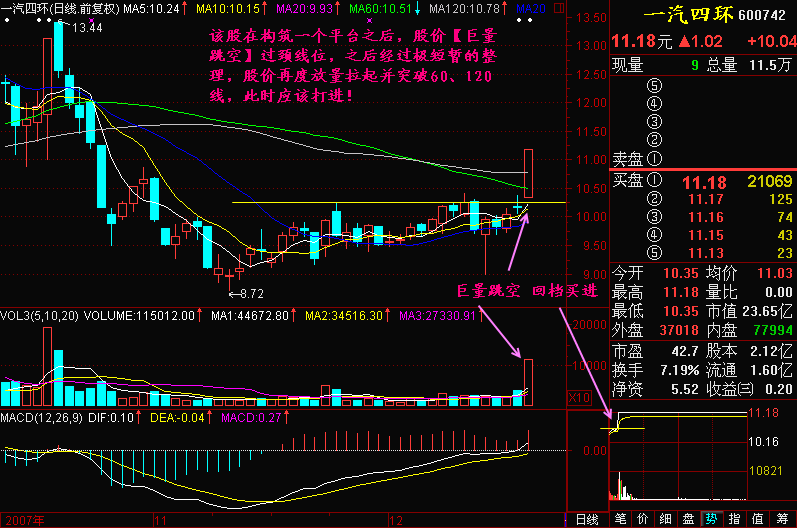 一汽四环(日线.前复权) MA5:10.24↑ MA10:10.15↑ MA20:9.93↑ MA60:10.51↓ MA120:10.78↑ MA20
13.44
该股在构筑一个平台之后，股价【巨量
跳空】过颈线位，之后经过极短暂的整
理，股价再度放量拉起并突破60、120
线，此时应该打进！
13.50
13.00
12.50
12.00
11.50
11.00
10.50
10.00
9.50
9.00
8.72
巨量跳空 回档买进
VOL3(5,10,20) VOLUME:115012.00↑ MA1:44672.80↑ MA2:34516.30↑ MA3:27330.91↑
20000
10000
X10
MACD(12,26,9) DIF:0.10↑ DEA:-0.04↑ MACD:0.27↑
0.00
2007年 11 12 日线
一汽四环 600742
11.18元 ▲1.02 +10.04
现量 9 总量 11.5万
⑤
④
③
②
卖盘①
买盘① 11.18 21069
② 11.17 125
③ 11.16 74
④ 11.15 43
⑤ 11.13 23
今开 10.35 均价 11.03
最高 11.18 量比 0.00
最低 10.35 市值 23.65亿
外盘 37018 内盘 77994
市盈 42.7 股本 2.12亿
换手 7.19% 流通 1.60亿
净资 5.52 收益㈢ 0.20
11.18
10.16
10821
笔 价 细 盘 势 指 值 筹